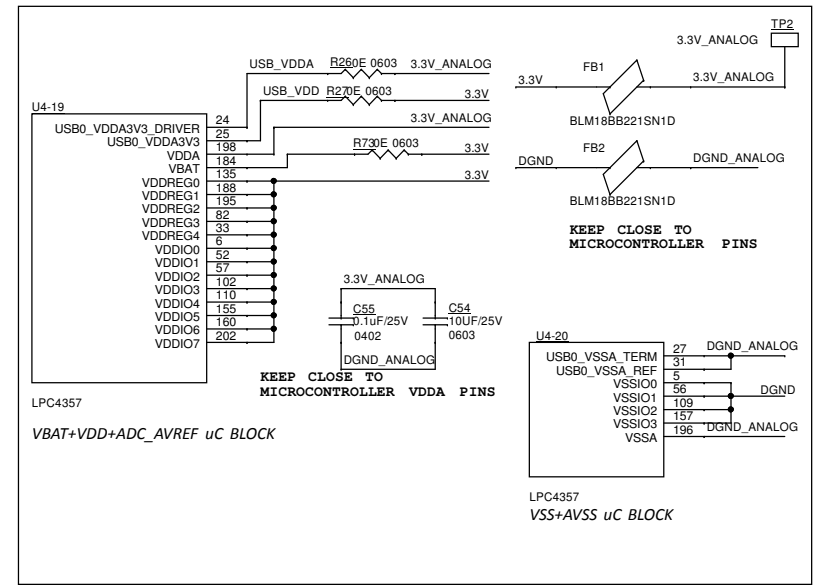 TP2
3.3V_ANALOG
USB_VDDA R26 0E 0603 3.3V_ANALOG
FB1
3.3V 3.3V_ANALOG
USB_VDD R27 0E 0603 3.3V
BLM18BB221SN1D
U4-19
USB0_VDDA3V3_DRIVER 24
USB0_VDDA3V3 25
3.3V_ANALOG
VDDA 198
R73 0E 0603 3.3V
VBAT 184
VDDREG0 135 3.3V
VDDREG1 188
VDDREG2 195
VDDREG3 82
VDDREG4 33
VDDIO0 6
VDDIO1 52
VDDIO2 57
VDDIO3 102
VDDIO4 110
VDDIO5 155
VDDIO6 160
VDDIO7 202
FB2
DGND DGND_ANALOG
BLM18BB221SN1D
KEEP CLOSE TO
MICROCONTROLLER PINS
3.3V_ANALOG
C55 C54
0.1uF/25V 10UF/25V
0402 0603
DGND_ANALOG
KEEP CLOSE TO
MICROCONTROLLER VDDA PINS
LPC4357
VBAT+VDD+ADC_AVREF uC BLOCK
U4-20
USB0_VSSA_TERM 27 DGND_ANALOG
USB0_VSSA_REF 31
VSSIO0 5
VSSIO1 56 DGND
VSSIO2 109
VSSIO3 157
VSSA 196 DGND_ANALOG
LPC4357
VSS+AVSS uC BLOCK